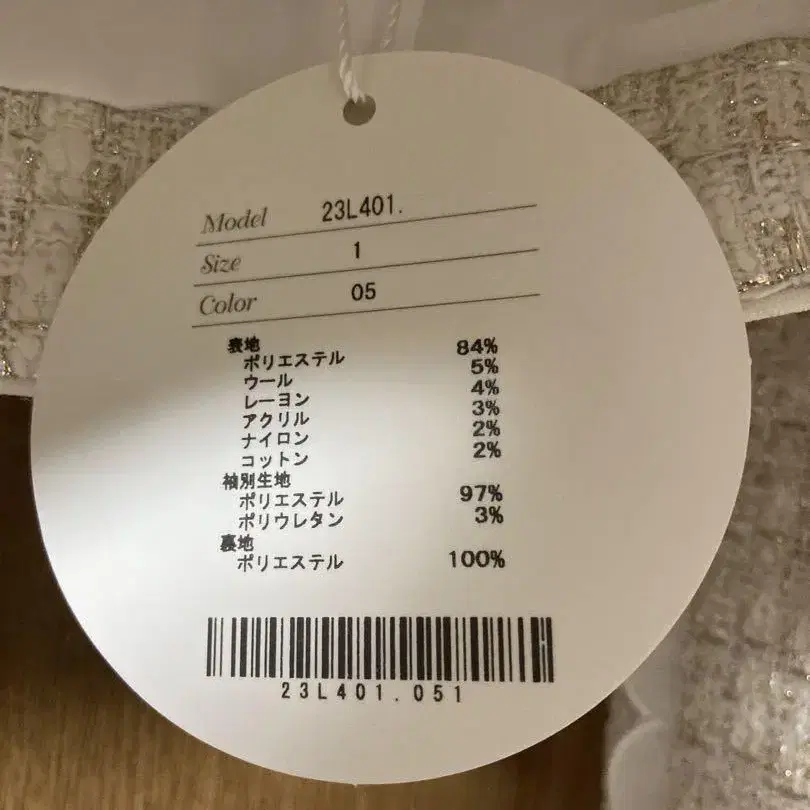 Model 23L401.
Size 1
Color 05
表地
ポリエステル 84%
ウール 5%
レーヨン 4%
アクリル 3%
ナイロン 2%
コットン 2%
袖別生地
ポリエステル 97%
ポリウレタン 3%
裏地
ポリエステル 100%
23L401.051